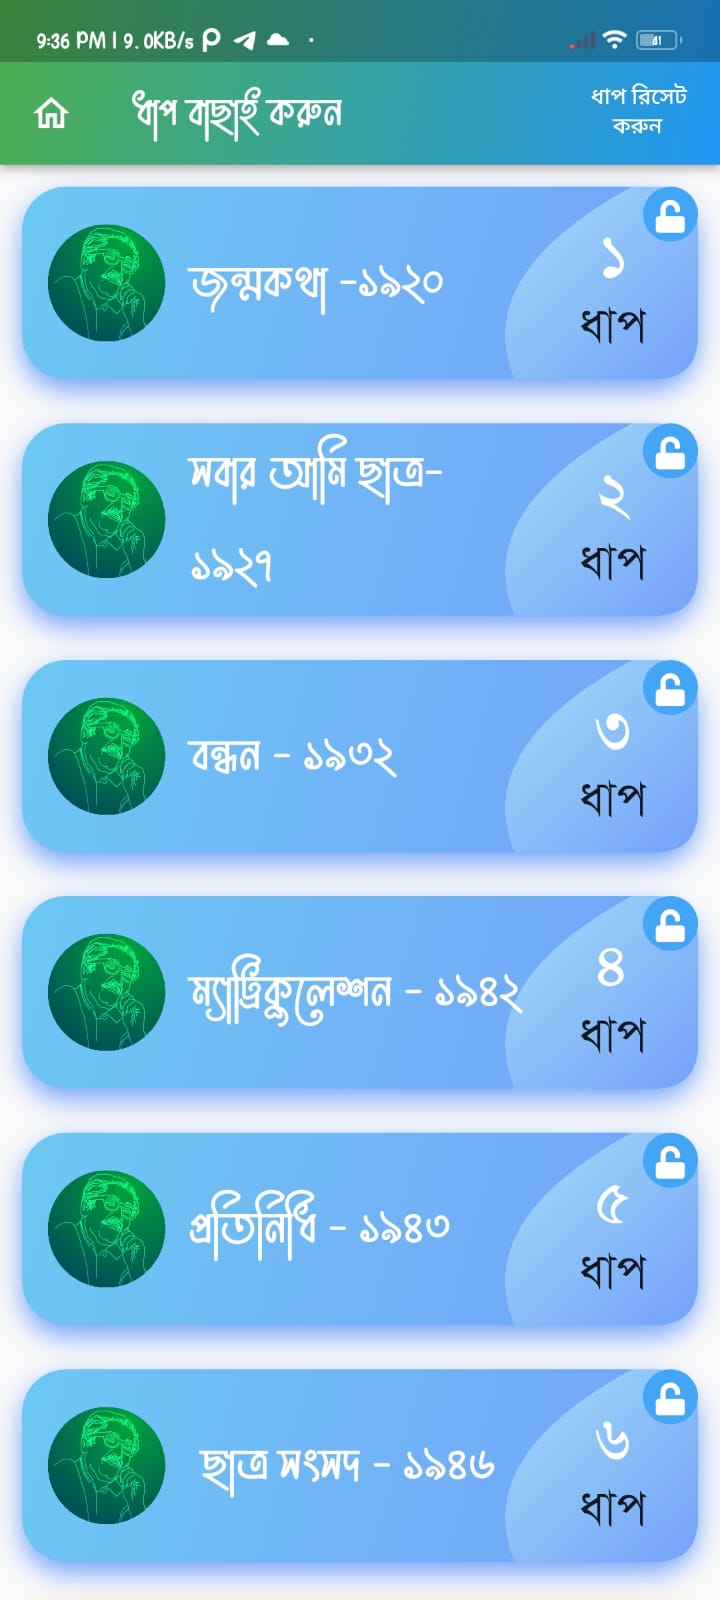 9:36 PM | 9.0KB/s
41
ধাপ বাছাই করুন
ধাপ রিসেট
করুন
জন্মকথা -১৯২০
১
ধাপ
সবার আমি ছাত্র-
১৯২৭
২
ধাপ
বন্ধন - ১৯৩২
৩
ধাপ
ম্যাট্রিকুলেশন - ১৯৪২
৪
ধাপ
প্রতিনিধি - ১৯৪৩
৫
ধাপ
ছাত্র সংসদ - ১৯৪৬
৬
ধাপ